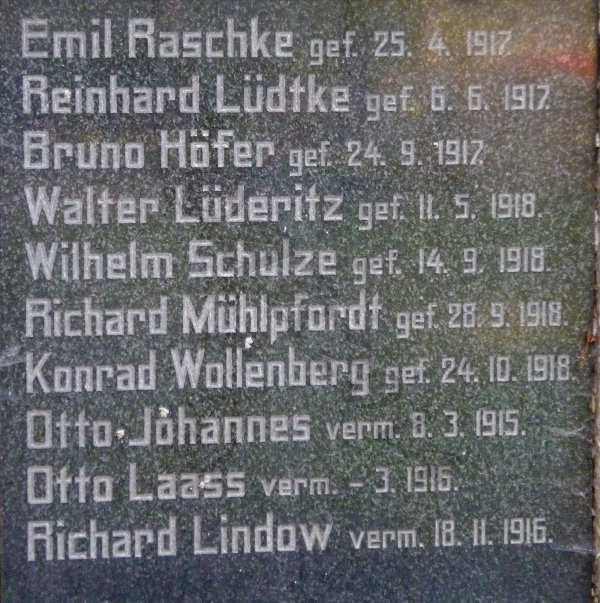 Emil Raschke gef. 25. 4. 1917.
Reinhard Lüdtke gef. 6. 6. 1917.
Bruno Höfer gef. 24. 9. 1917.
Walter Lüderitz gef. 11. 5. 1918.
Wilhelm Schulze gef. 14. 9. 1918.
Richard Mühlpfordt gef. 28. 9. 1918.
Konrad Wollenberg gef. 24. 10. 1918.
Otto Johannes verm. 8. 3. 1915.
Otto Laass verm. – 3. 1916.
Richard Lindow verm. 18. 11. 1916.